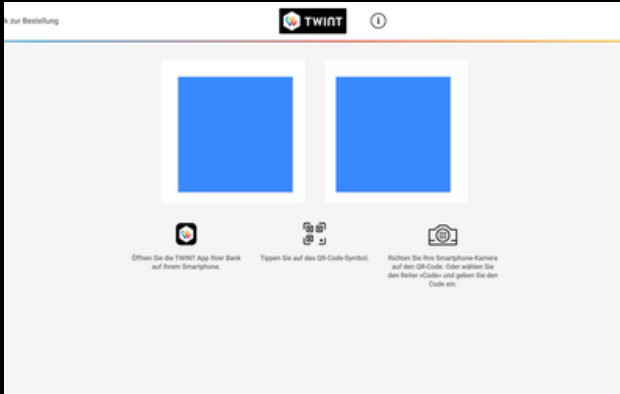 k zur Bestellung
TWINT
Öffnen Sie die TWINT App Ihrer Bank
auf Ihrem Smartphone.
Tippen Sie auf das QR-Code-Symbol.
Richten Sie Ihre Smartphone-Kamera
auf den QR-Code. Oder wählen Sie
den Reiter «Code» und geben Sie den
Code ein.